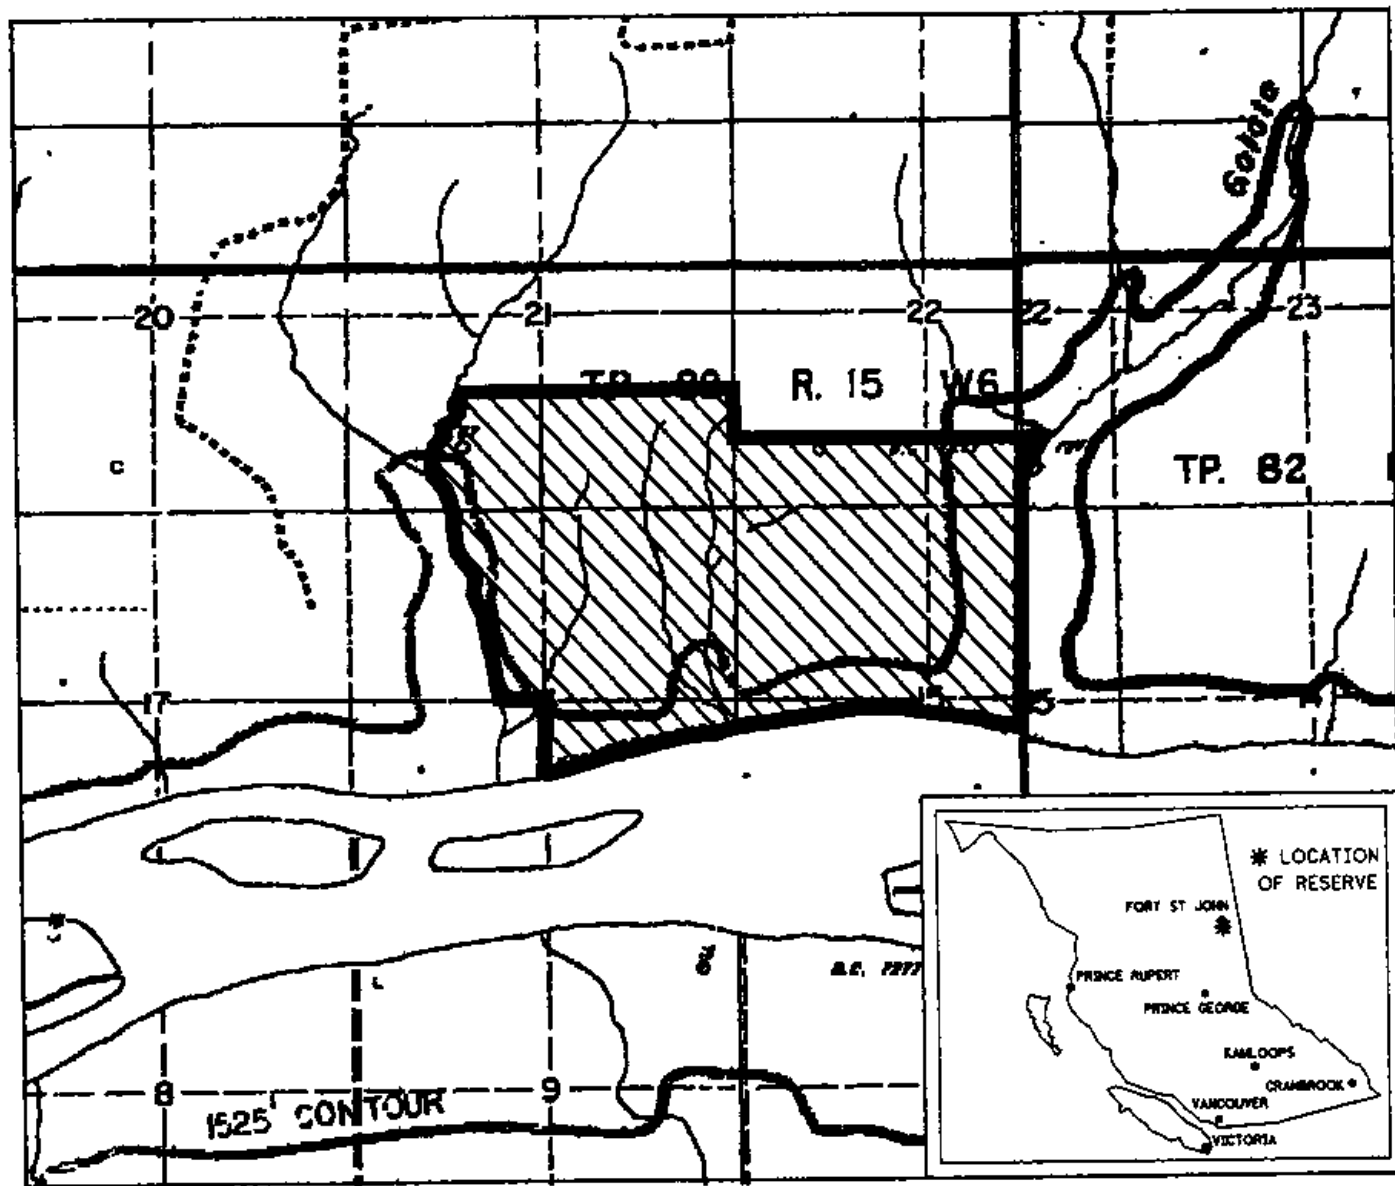 Golata
20
21
22
22
23
R. 15
W6
C
TP. 82
17
8
9
1525' CONTOUR
L
B.C. 7277
* LOCATION
OF RESERVE
FORT ST JOHN
PRINCE RUPERT
PRINCE GEORGE
KAMLOOPS
CRANBROOK
VANCOUVER
VICTORIA